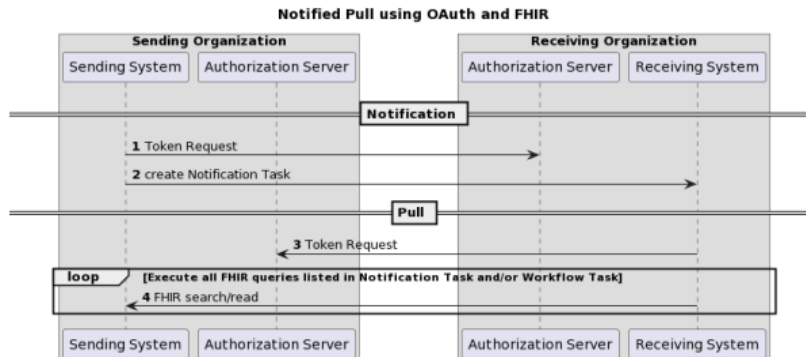 Notified Pull using OAuth and FHIR
Sending Organization
Receiving Organization
Sending System
Authorization Server
Authorization Server
Receiving System
Notification
1 Token Request
2 create Notification Task
Pull
3 Token Request
loop
[Execute all FHIR queries listed in Notification Task and/or Workflow Task]
4 FHIR search/read
Sending System
Authorization Server
Authorization Server
Receiving System